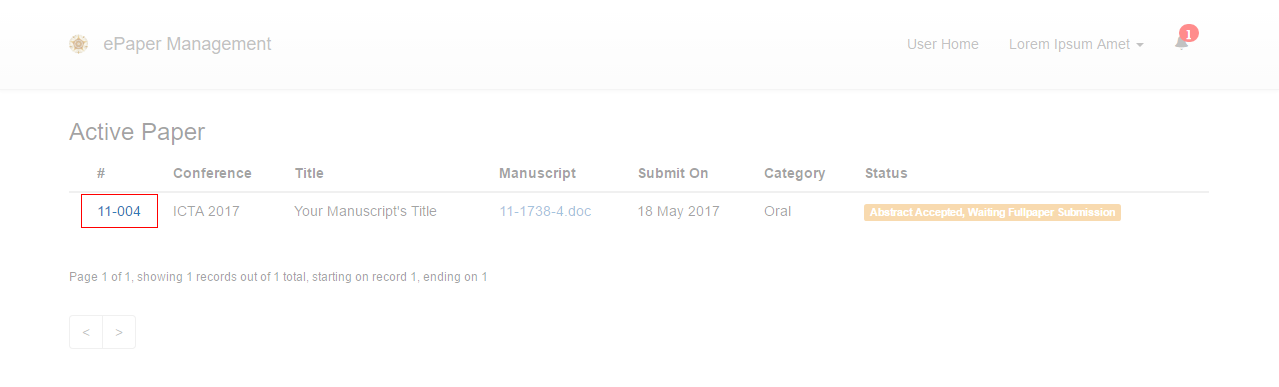 ePaper Management User Home Lorem Ipsum Amet 1
Active Paper
# Conference Title Manuscript Submit On Category Status
11-004 ICTA 2017 Your Manuscript's Title 11-1738-4.doc 18 May 2017 Oral Abstract Accepted, Waiting Fullpaper Submission
Page 1 of 1, showing 1 records out of 1 total, starting on record 1, ending on 1
< >